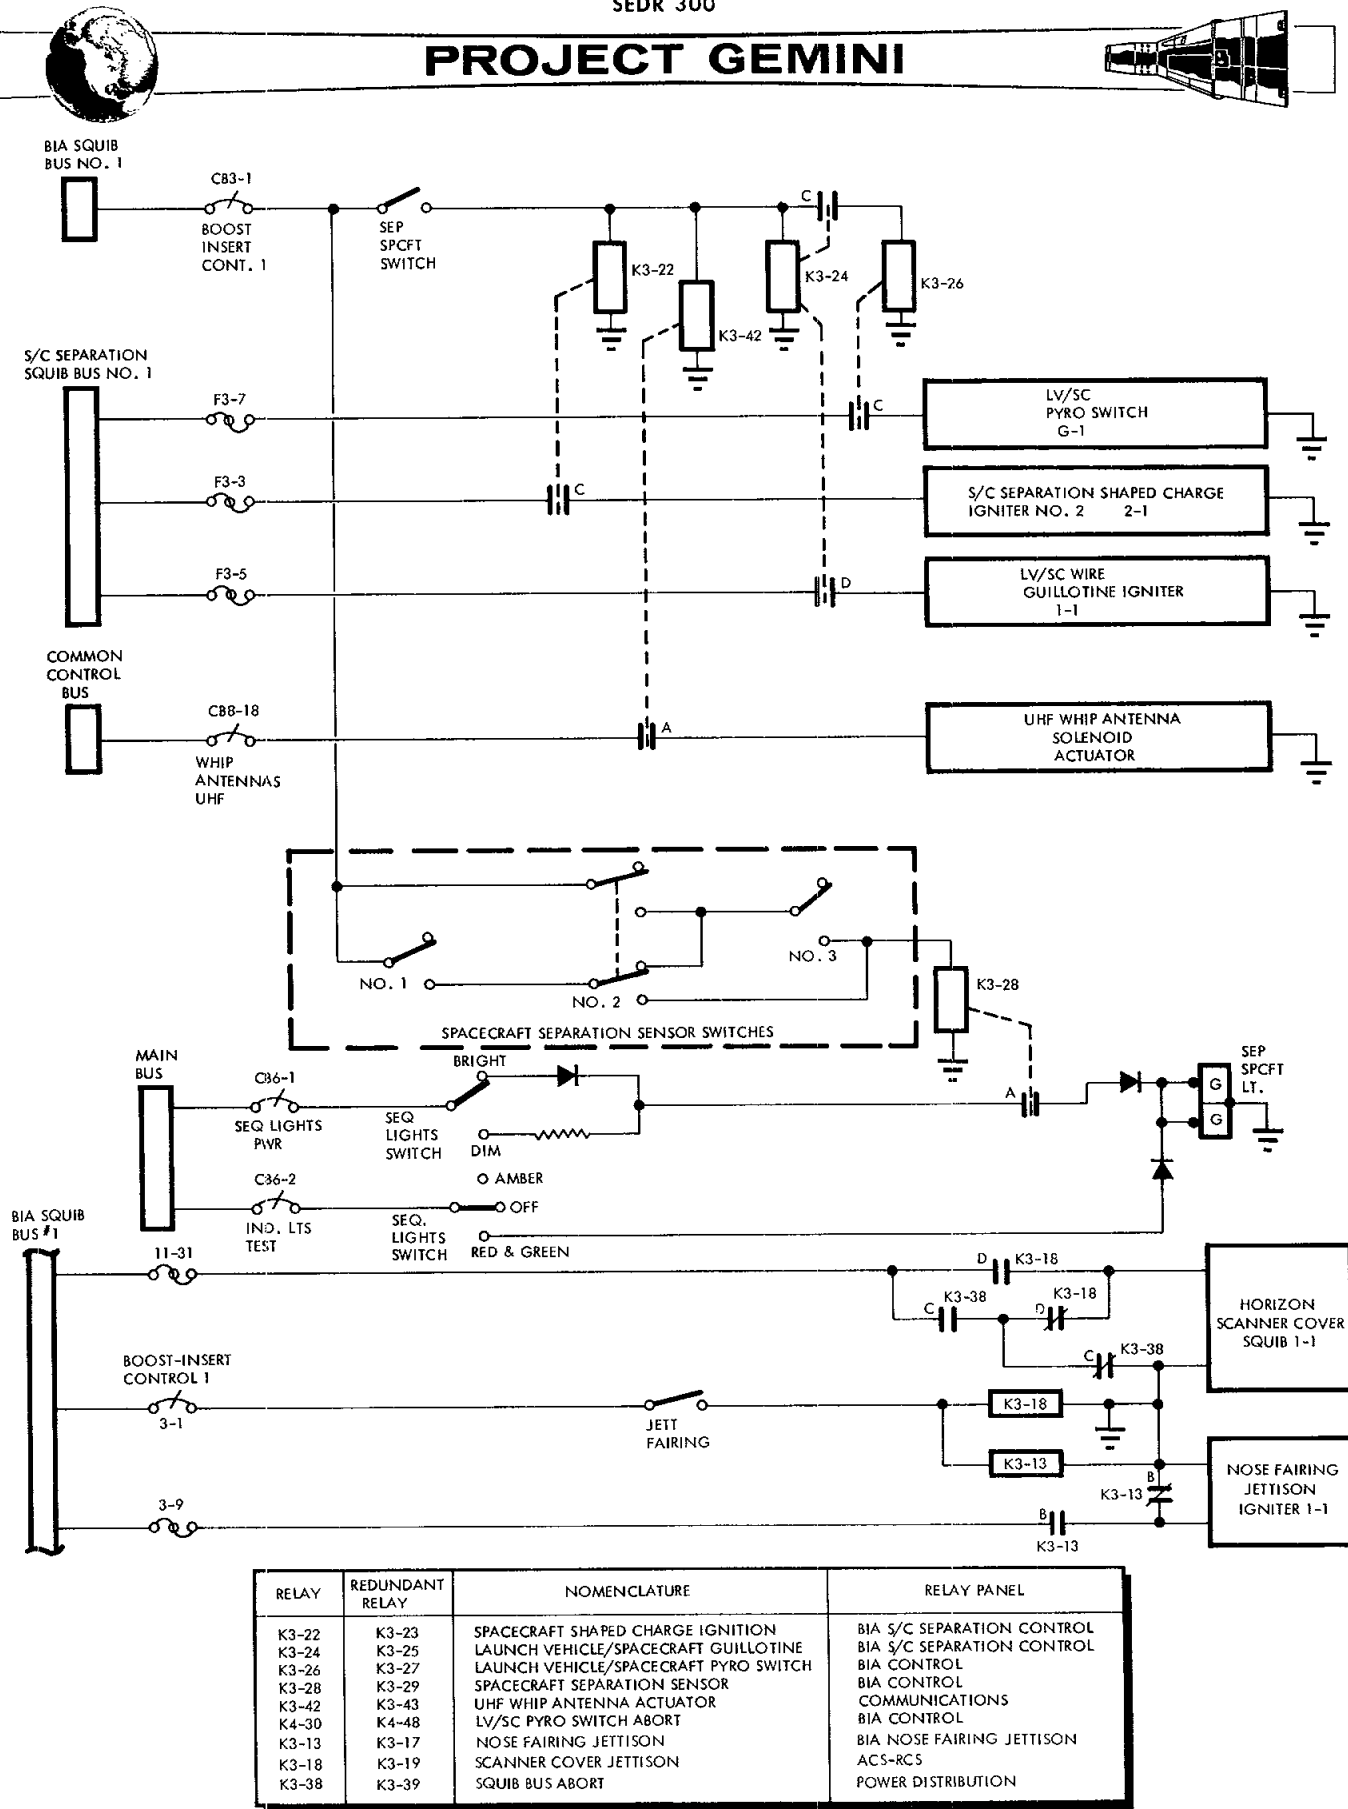 SEDR 300
PROJECT GEMINI
BIA SQUIB
BUS NO. 1
CB3-1
BOOST
INSERT
CONT. 1
SEP
SPCFT
SWITCH
C
K3-22
K3-42
K3-24
K3-26
S/C SEPARATION
SQUIB BUS NO. 1
F3-7
C
LV/SC
PYRO SWITCH
G-1
F3-3
C
S/C SEPARATION SHAPED CHARGE
IGNITER NO. 2 2-1
F3-5
D
LV/SC WIRE
GUILLOTINE IGNITER
1-1
COMMON
CONTROL
BUS
CB8-18
WHIP
ANTENNAS
UHF
A
UHF WHIP ANTENNA
SOLENOID
ACTUATOR
NO. 1
NO. 2
NO. 3
SPACECRAFT SEPARATION SENSOR SWITCHES
K3-28
MAIN
BUS
CB6-1
SEQ LIGHTS
PWR
SEQ
LIGHTS
SWITCH
BRIGHT
DIM
A
SEP
SPCFT
LT.
G
G
CB6-2
IND. LTS
TEST
SEQ.
LIGHTS
SWITCH
AMBER
OFF
RED & GREEN
BIA SQUIB
BUS #1
11-31
D K3-18
C K3-38
D K3-18
C K3-38
HORIZON
SCANNER COVER
SQUIB 1-1
BOOST-INSERT
CONTROL 1
3-1
JETT
FAIRING
K3-18
K3-13
B
K3-13
NOSE FAIRING
JETTISON
IGNITER 1-1
3-9
B
K3-13
RELAY REDUNDANT RELAY NOMENCLATURE RELAY PANEL
K3-22 K3-23 SPACECRAFT SHAPED CHARGE IGNITION BIA S/C SEPARATION CONTROL
K3-24 K3-25 LAUNCH VEHICLE/SPACECRAFT GUILLOTINE BIA S/C SEPARATION CONTROL
K3-26 K3-27 LAUNCH VEHICLE/SPACECRAFT PYRO SWITCH BIA CONTROL
K3-28 K3-29 SPACECRAFT SEPARATION SENSOR BIA CONTROL
K3-42 K3-43 UHF WHIP ANTENNA ACTUATOR COMMUNICATIONS
K4-30 K4-48 LV/SC PYRO SWITCH ABORT BIA CONTROL
K3-13 K3-17 NOSE FAIRING JETTISON BIA NOSE FAIRING JETTISON
K3-18 K3-19 SCANNER COVER JETTISON ACS-RCS
K3-38 K3-39 SQUIB BUS ABORT POWER DISTRIBUTION